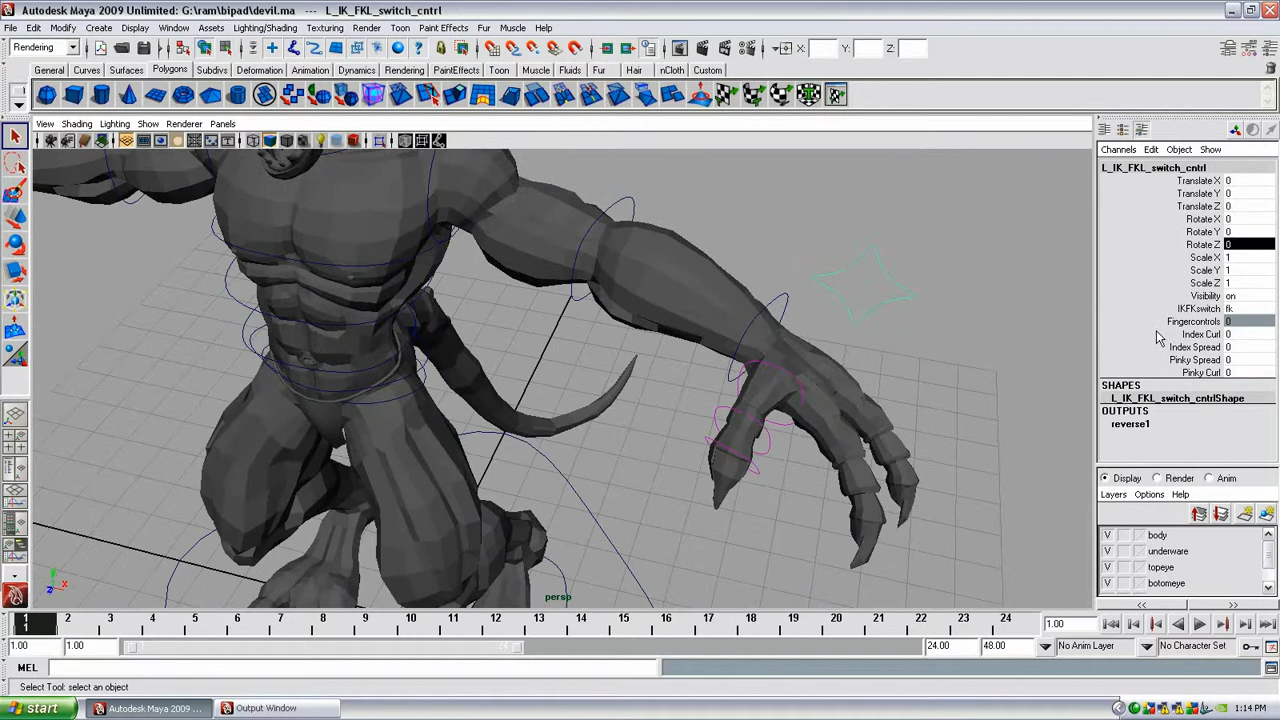 Autodesk Maya 2009 Unlimited: G:\ram\bipad\devil.ma --- L_IK_FKL_switch_cntrl
File Edit Modify Create Display Window Assets Lighting/Shading Texturing Render Toon Paint Effects Fur Muscle Help
Rendering X: Y: Z:
General Curves Surfaces Polygons Subdivs Deformation Animation Dynamics Rendering PaintEffects Toon Muscle Fluids Fur Hair nCloth Custom
View Shading Lighting Show Renderer Panels
Channels Edit Object Show
L_IK_FKL_switch_cntrl
Translate X 0
Translate Y 0
Translate Z 0
Rotate X 0
Rotate Y 0
Rotate Z 0
Scale X 1
Scale Y 1
Scale Z 1
Visibility on
IKFKswitch fk
Fingercontrols 0
Index Curl 0
Index Spread 0
Pinky Spread 0
Pinky Curl 0
SHAPES
L_IK_FKL_switch_cntrlShape
OUTPUTS
reverse1
Display Render Anim
Layers Options Help
V body
V underware
V topeye
V botomeye
persp
1 2 3 4 5 6 7 8 9 10 11 12 13 14 15 16 17 18 19 20 21 22 23 24 1.00
1
1.00 1.00 1 24 24.00 48.00 No Anim Layer No Character Set
MEL
Select Tool: select an object
start Autodesk Maya 2009 ... Output Window 1:14 PM